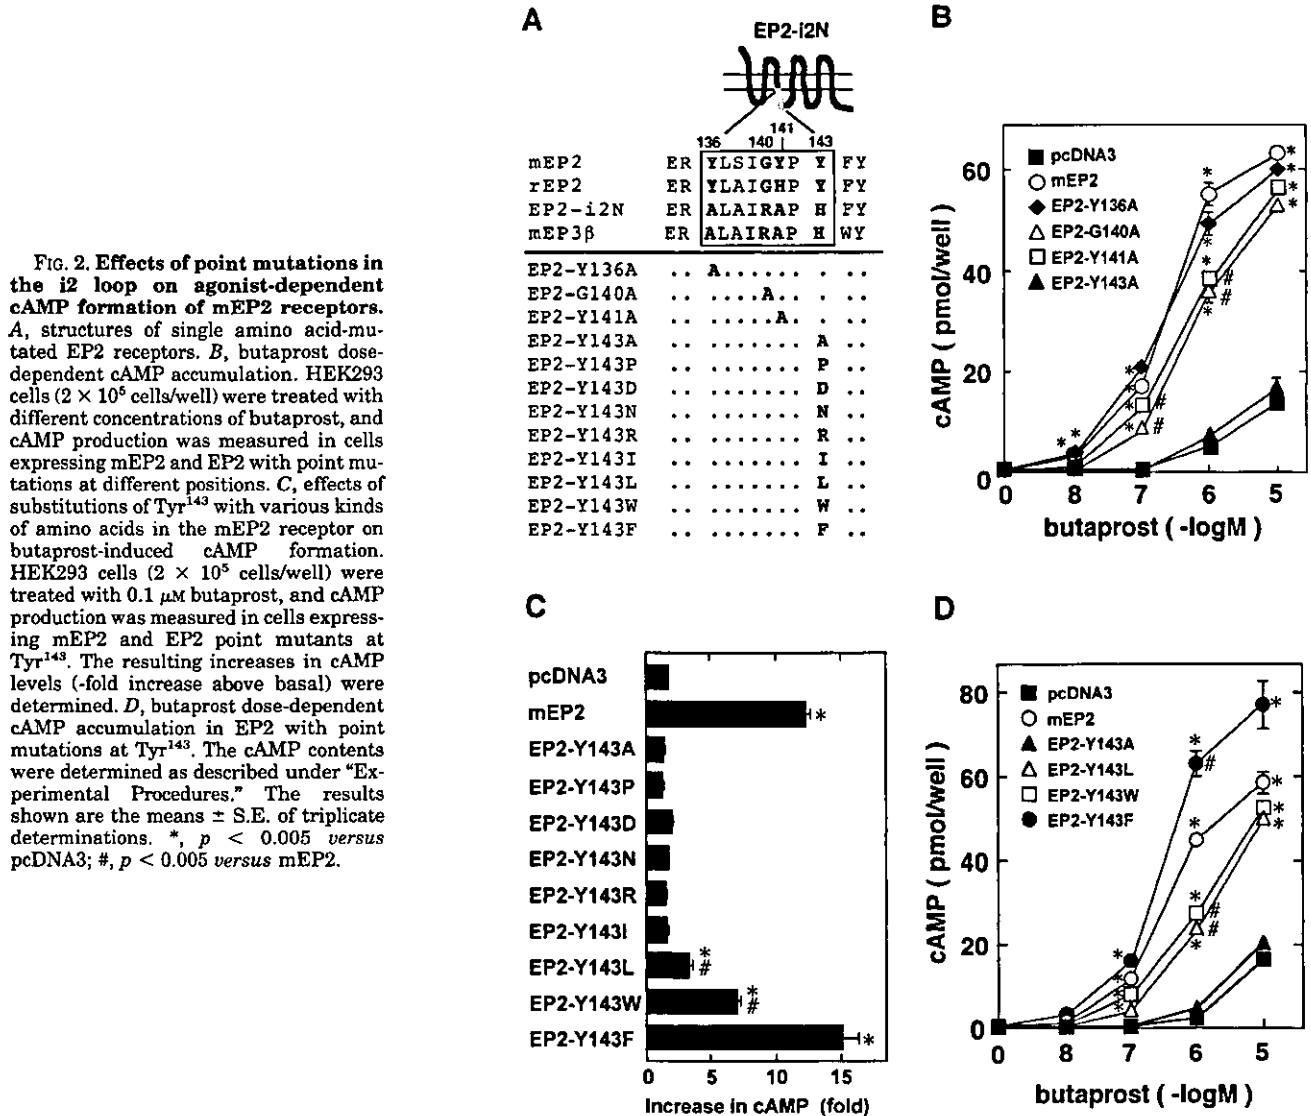 FIG. 2. Effects of point mutations in
the i2 loop on agonist-dependent
cAMP formation of mEP2 receptors.
A, structures of single amino acid-mu-
tated EP2 receptors. B, butaprost dose-
dependent cAMP accumulation. HEK293
cells (2 × 10⁵ cells/well) were treated with
different concentrations of butaprost, and
cAMP production was measured in cells
expressing mEP2 and EP2 with point mu-
tations at different positions. C, effects of
substitutions of Tyr¹⁴³ with various kinds
of amino acids in the mEP2 receptor on
butaprost-induced cAMP formation.
HEK293 cells (2 × 10⁵ cells/well) were
treated with 0.1 μM butaprost, and cAMP
production was measured in cells express-
ing mEP2 and EP2 point mutants at
Tyr¹⁴³. The resulting increases in cAMP
levels (-fold increase above basal) were
determined. D, butaprost dose-dependent
cAMP accumulation in EP2 with point
mutations at Tyr¹⁴³. The cAMP contents
were determined as described under "Ex-
perimental Procedures." The results
shown are the means ± S.E. of triplicate
determinations. *, p < 0.005 versus
pcDNA3; #, p < 0.005 versus mEP2.
A
EP2-i2N
141
136 140 143
mEP2 ER YLSIGYP Y FY
rEP2 ER YLAIGHP Y FY
EP2-i2N ER ALAIRAP H FY
mEP3β ER ALAIRAP H WY
EP2-Y136A .. A...... . ..
EP2-G140A .. ....A.. . ..
EP2-Y141A .. .....A. . ..
EP2-Y143A .. ....... A ..
EP2-Y143P .. ....... P ..
EP2-Y143D .. ....... D ..
EP2-Y143N .. ....... N ..
EP2-Y143R .. ....... R ..
EP2-Y143I .. ....... I ..
EP2-Y143L .. ....... L ..
EP2-Y143W .. ....... W ..
EP2-Y143F .. ....... F ..
B
pcDNA3
mEP2
EP2-Y136A
EP2-G140A
EP2-Y141A
EP2-Y143A
cAMP ( pmol/well )
60
40
20
0
0 8 7 6 5
butaprost ( -logM )
* * * * * * # # * * * * # # * * * * *
C
pcDNA3
mEP2 *
EP2-Y143A
EP2-Y143P
EP2-Y143D
EP2-Y143N
EP2-Y143R
EP2-Y143I
EP2-Y143L * #
EP2-Y143W * #
EP2-Y143F *
0 5 10 15
Increase in cAMP (fold)
D
pcDNA3
mEP2
EP2-Y143A
EP2-Y143L
EP2-Y143W
EP2-Y143F
cAMP ( pmol/well )
80
60
40
20
0
0 8 7 6 5
butaprost ( -logM )
* * * * * # * * # # * * * * *